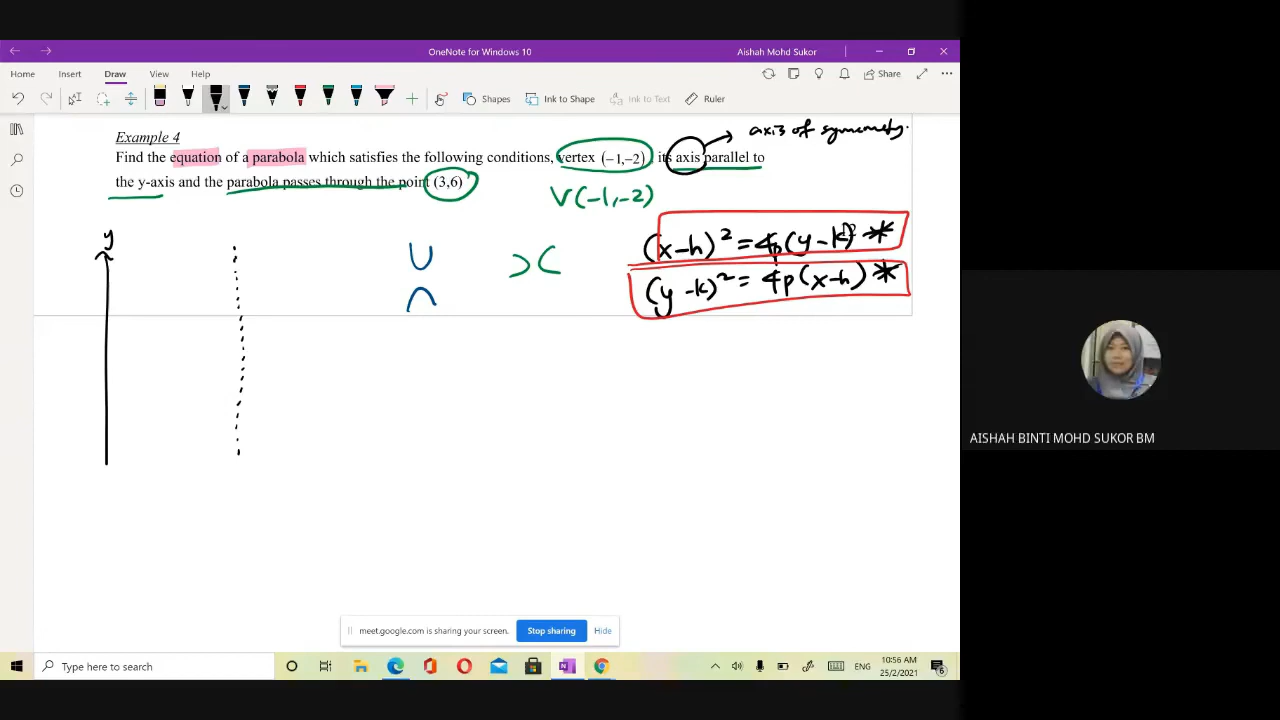 OneNote for Windows 10
Aishah Mohd Sukor
Home Insert Draw View Help
Share
Shapes Ink to Shape Ink to Text Ruler
Example 4
axis of symmetry.
Find the equation of a parabola which satisfies the following conditions, vertex (−1,−2), its axis parallel to
the y-axis and the parabola passes through the point (3,6)
V(-1,-2)
y
(x-h)²=4p(y-k) *
(y-k)²=4p(x-h) *
AISHAH BINTI MOHD SUKOR BM
meet.google.com is sharing your screen. Stop sharing Hide
Type here to search
ENG
10:56 AM
25/2/2021
6